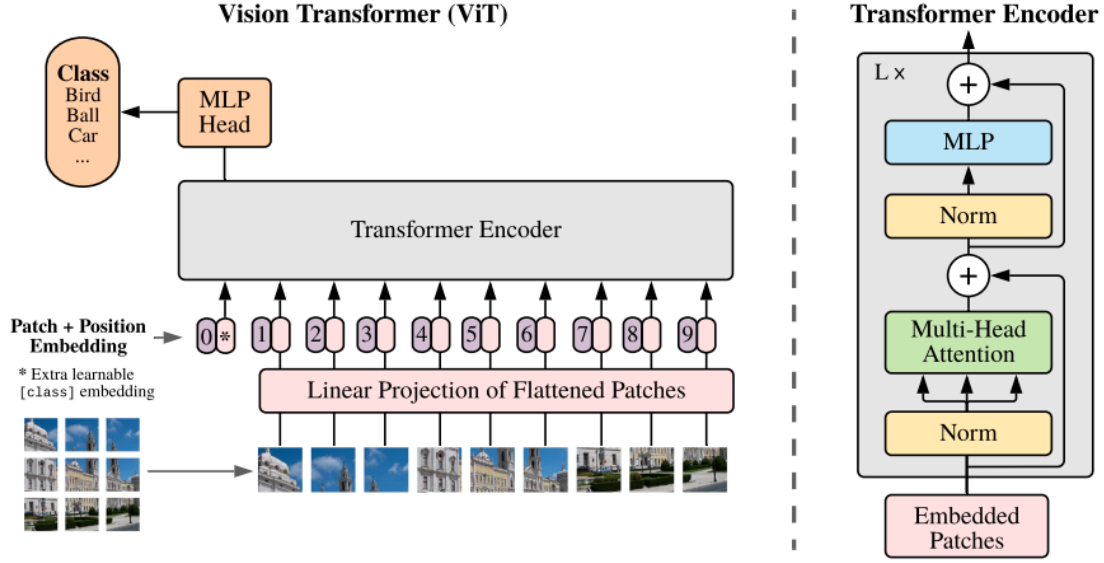 Vision Transformer (ViT)
Class
Bird
Ball
Car
...
MLP
Head
Transformer Encoder
Patch + Position
Embedding
* Extra learnable
[class] embedding
0 *
1
2
3
4
5
6
7
8
9
Linear Projection of Flattened Patches
Transformer Encoder
L ×
+
MLP
Norm
+
Multi-Head
Attention
Norm
Embedded
Patches